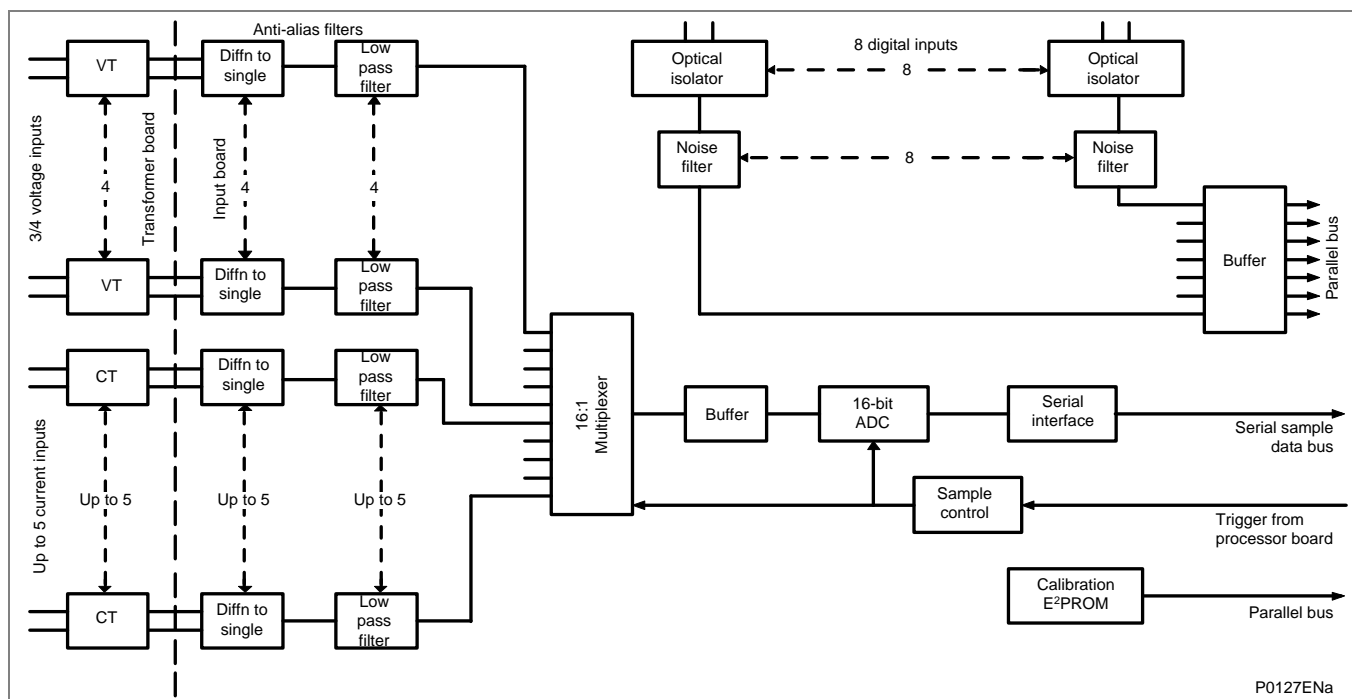 Anti-alias filters
VT
Diffn to
single
Low
pass
filter
3/4 voltage inputs
4
Transformer board
Input board
4
4
VT
Diffn to
single
Low
pass
filter
CT
Diffn to
single
Low
pass
filter
Up to 5 current inputs
Up to 5
Up to 5
Up to 5
CT
Diffn to
single
Low
pass
filter
Optical
isolator
8 digital inputs
8
Optical
isolator
Noise
filter
8
Noise
filter
Buffer
Parallel bus
16:1
Multiplexer
Buffer
16-bit
ADC
Serial
interface
Serial sample
data bus
Sample
control
Trigger from
processor board
Calibration
E²PROM
Parallel bus
P0127ENa